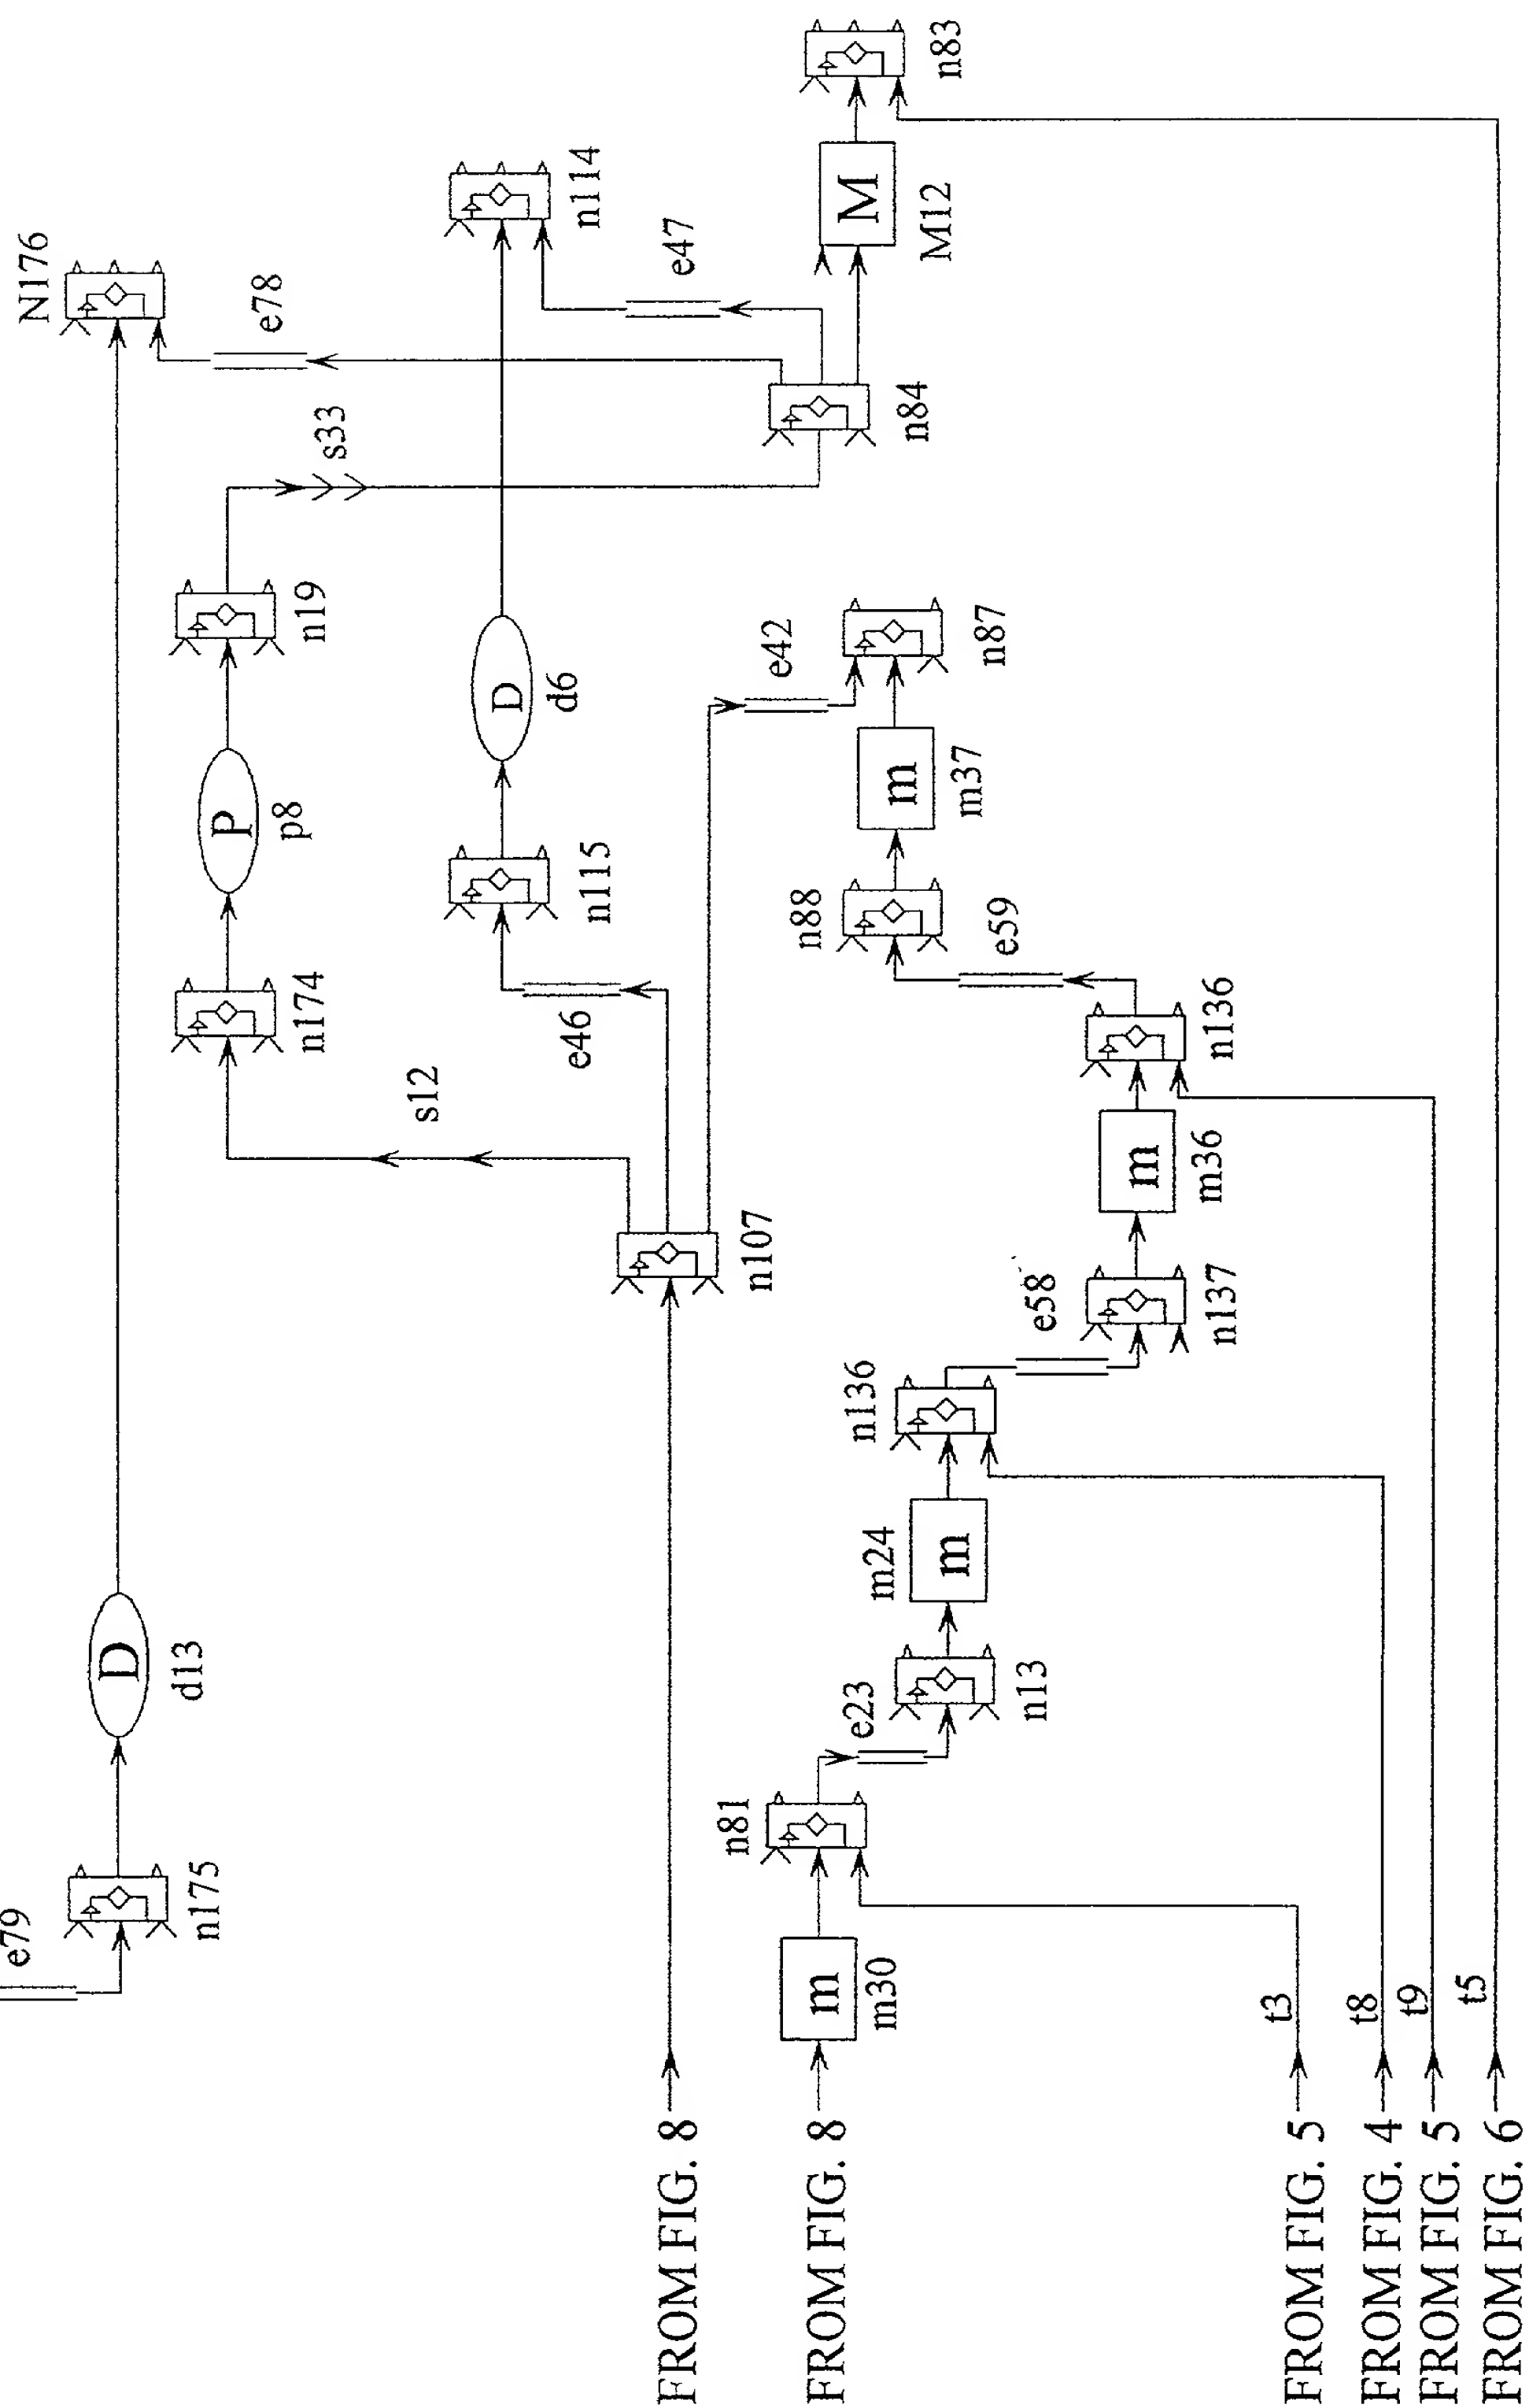 e79
n175
D
d13
N176
e78
n174
P
p8
n19
s33
s12
e46
n115
D
d6
n114
e47
n84
M
M12
n83
FROM FIG. 8
n107
e42
n87
m
m37
n88
e59
FROM FIG. 8
m
m30
n81
e23
n13
m24
m
n136
e58
n137
m
m36
n136
FROM FIG. 5
t3
FROM FIG. 4
t8
FROM FIG. 5
t9
FROM FIG. 6
t5